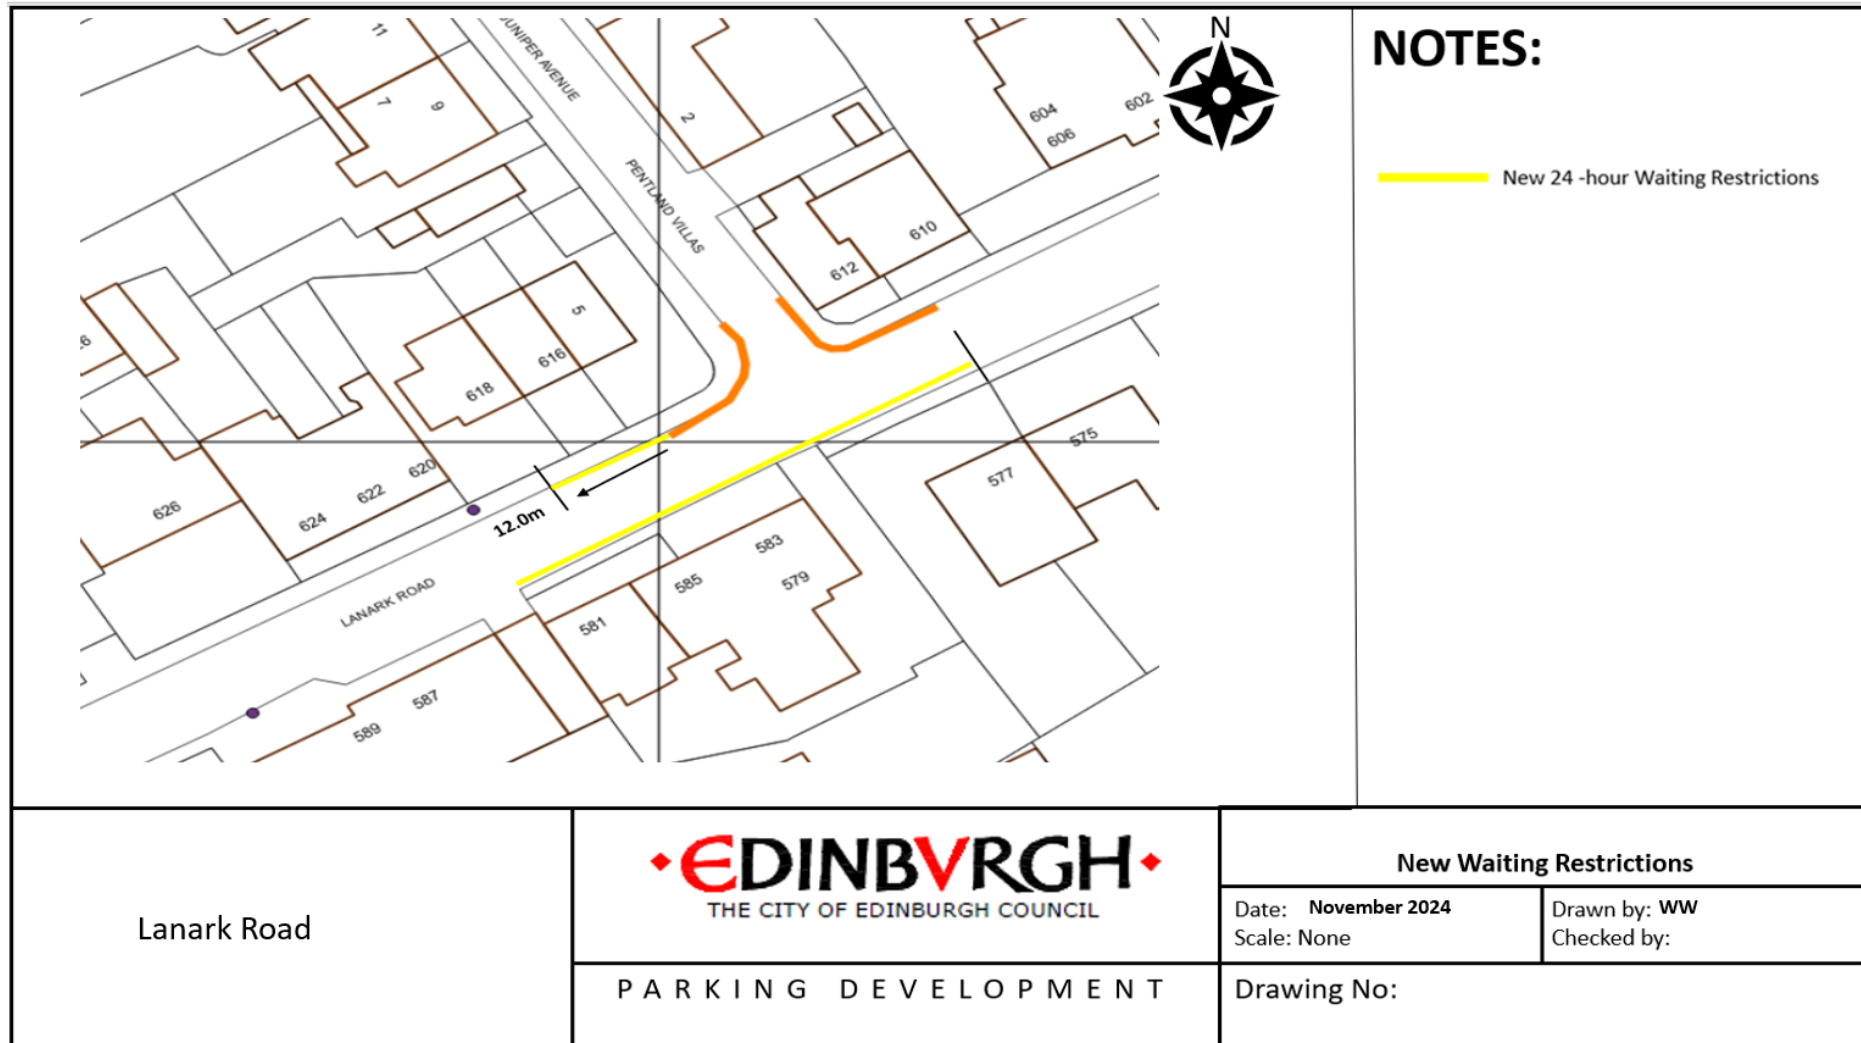 N
NOTES:
New 24 -hour Waiting Restrictions
JUNIPER AVENUE
PENTLAND VILLAS
11
7
9
2
604
606
602
610
612
5
616
618
620
622
624
626
12.0m
LANARK ROAD
575
577
583
585
579
581
587
589
Lanark Road
EDINBVRGH
THE CITY OF EDINBURGH COUNCIL
PARKING DEVELOPMENT
New Waiting Restrictions
Date: November 2024
Scale: None
Drawn by: WW
Checked by:
Drawing No: